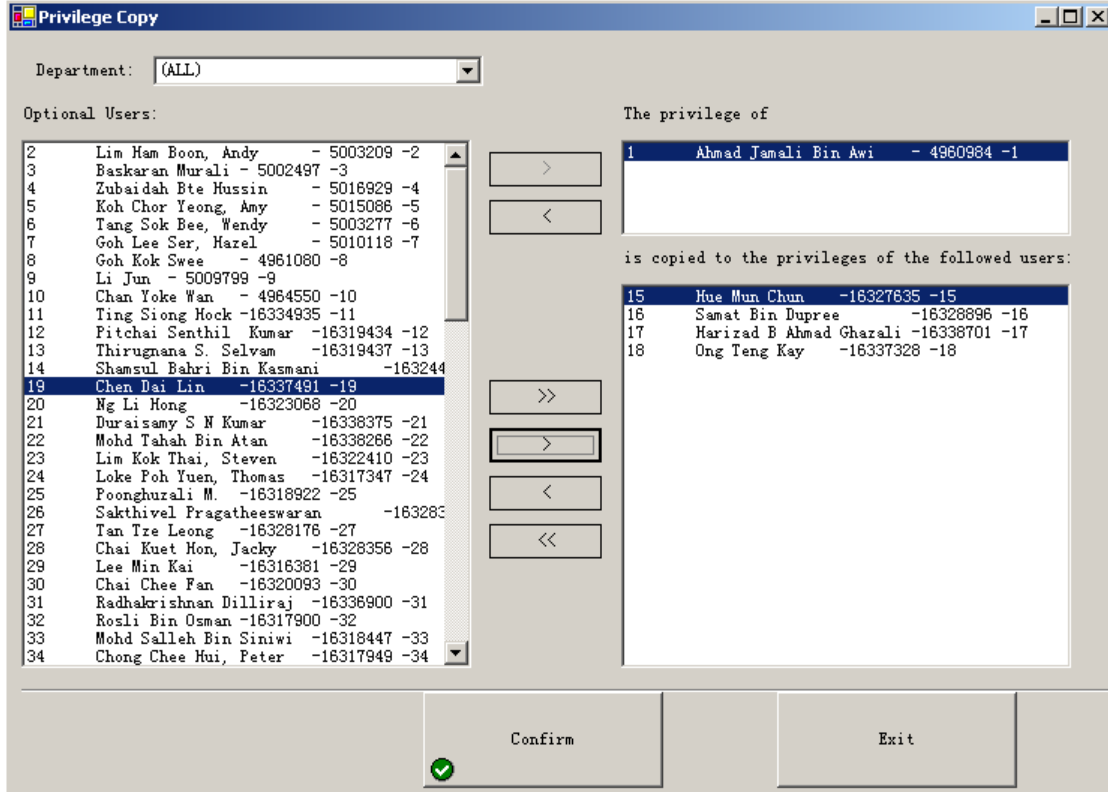 Privilege Copy
Department: (ALL)
Optional Users:
2 Lim Ham Boon, Andy - 5003209 -2
3 Baskaran Murali - 5002497 -3
4 Zubaidah Bte Hussin - 5016929 -4
5 Koh Chor Yeong, Amy - 5015086 -5
6 Tang Sok Bee, Wendy - 5003277 -6
7 Goh Lee Ser, Hazel - 5010118 -7
8 Goh Kok Swee - 4961080 -8
9 Li Jun - 5009799 -9
10 Chan Yoke Wan - 4964550 -10
11 Ting Siong Hock -16334935 -11
12 Pitchai Senthil Kumar -16319434 -12
13 Thirugnana S. Selvam -16319437 -13
14 Shamsul Bahri Bin Kasmani -163244
19 Chen Dai Lin -16337491 -19
20 Ng Li Hong -16323068 -20
21 Duraisamy S N Kumar -16338375 -21
22 Mohd Tahah Bin Atan -16338266 -22
23 Lim Kok Thai, Steven -16322410 -23
24 Loke Poh Yuen, Thomas -16317347 -24
25 Poonghuzali M. -16318922 -25
26 Sakthivel Pragatheeswaran -163283
27 Tan Tze Leong -16328176 -27
28 Chai Kuet Hon, Jacky -16328356 -28
29 Lee Min Kai -16316381 -29
30 Chai Chee Fan -16320093 -30
31 Radhakrishnan Dilliraj -16336900 -31
32 Rosli Bin Osman -16317900 -32
33 Mohd Salleh Bin Siniwi -16318447 -33
34 Chong Chee Hui, Peter -16317949 -34
>
<
>>
>
<
<<
The privilege of
1 Ahmad Jamali Bin Awi - 4960984 -1
is copied to the privileges of the followed users:
15 Hue Mun Chun -16327635 -15
16 Samat Bin Dupree -16328896 -16
17 Harizad B Ahmad Ghazali -16338701 -17
18 Ong Teng Kay -16337328 -18
Confirm
Exit